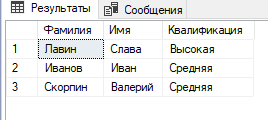 Результаты Сообщения
Фамилия Имя Квалификация
1 Лавин Слава Высокая
2 Иванов Иван Средняя
3 Скорпин Валерий Средняя